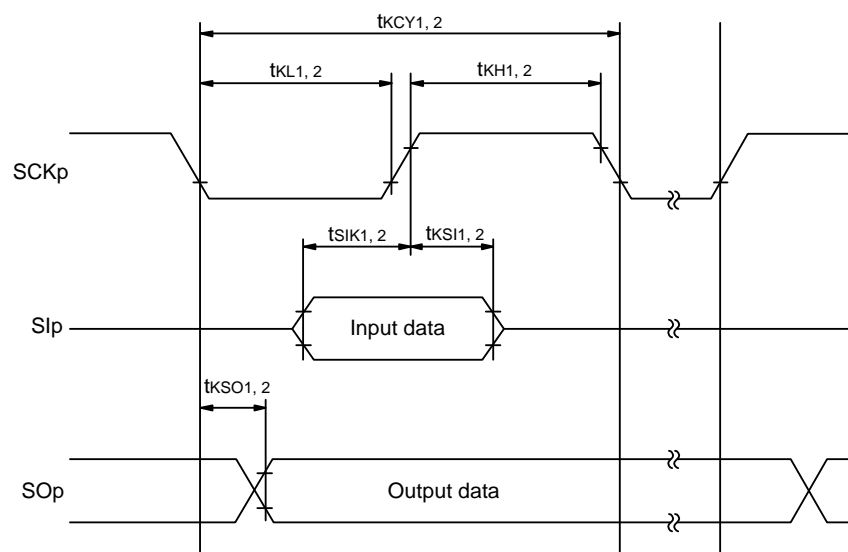 tKCY1, 2
tKL1, 2
tKH1, 2
SCKp
tSIK1, 2
tKSI1, 2
SIp
Input data
tKSO1, 2
SOp
Output data